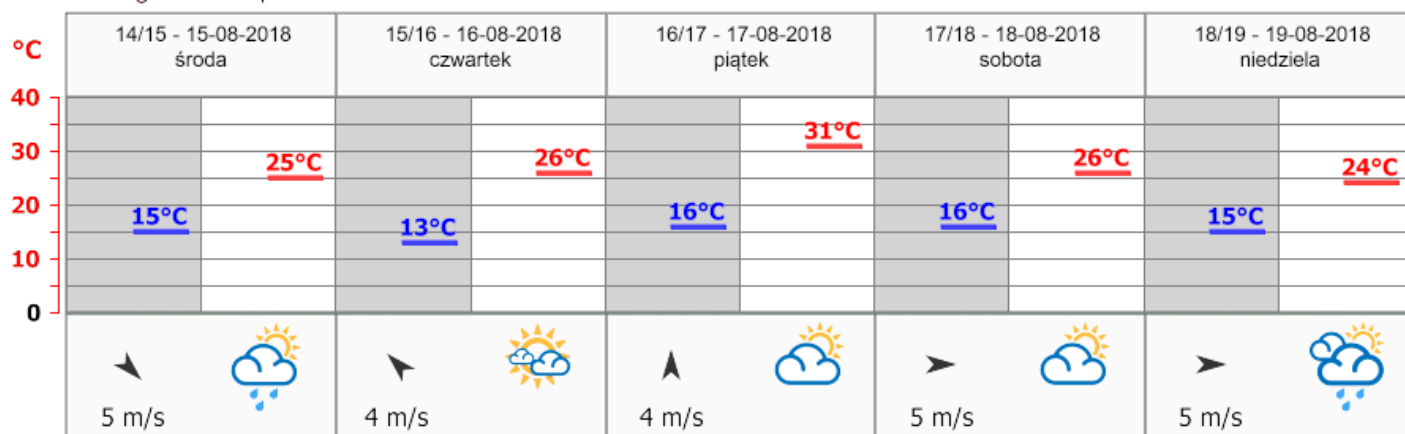 14/15 - 15-08-2018
środa
15/16 - 16-08-2018
czwartek
16/17 - 17-08-2018
piątek
17/18 - 18-08-2018
sobota
18/19 - 19-08-2018
niedziela
°C
40
30
20
10
0
15°C
25°C
13°C
26°C
16°C
31°C
16°C
26°C
15°C
24°C
5 m/s
4 m/s
4 m/s
5 m/s
5 m/s